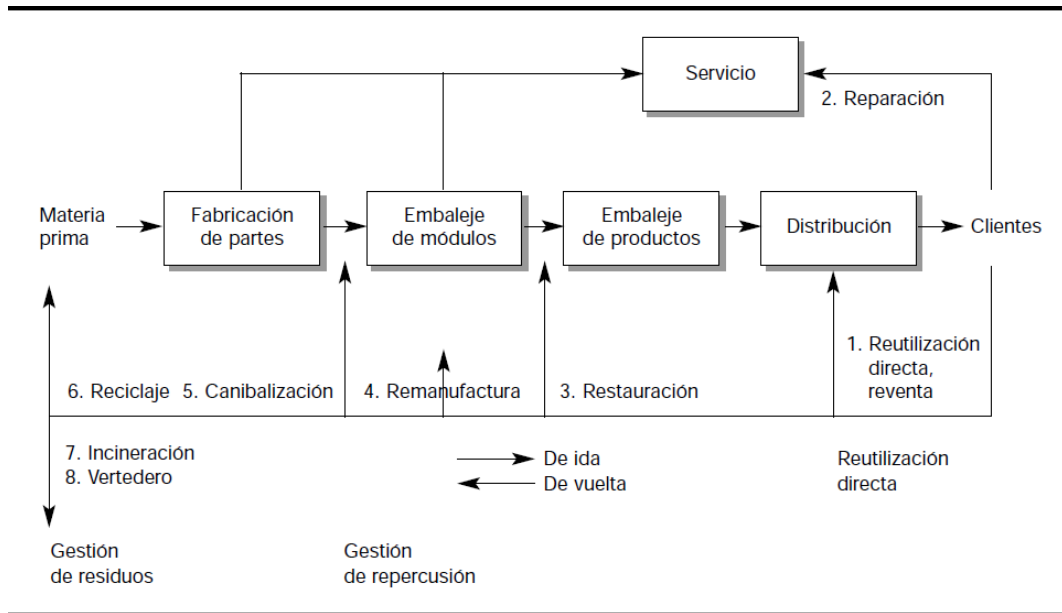 Servicio
2. Reparación
Materia
prima
Fabricación
de partes
Embaleje
de módulos
Embaleje
de productos
Distribución
Clientes
1. Reutilización
directa,
reventa
6. Reciclaje
5. Canibalización
4. Remanufactura
3. Restauración
7. Incineración
8. Vertedero
De ida
De vuelta
Reutilización
directa
Gestión
de residuos
Gestión
de repercusión